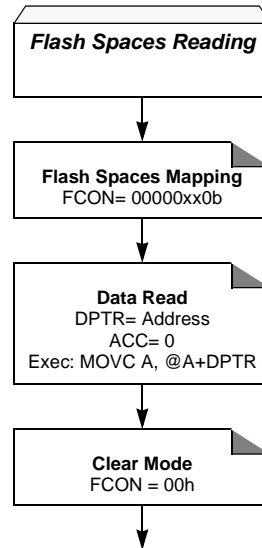 Flash Spaces Reading
Flash Spaces Mapping
FCON= 00000xx0b
Data Read
DPTR= Address
ACC= 0
Exec: MOVC A, @A+DPTR
Clear Mode
FCON = 00h